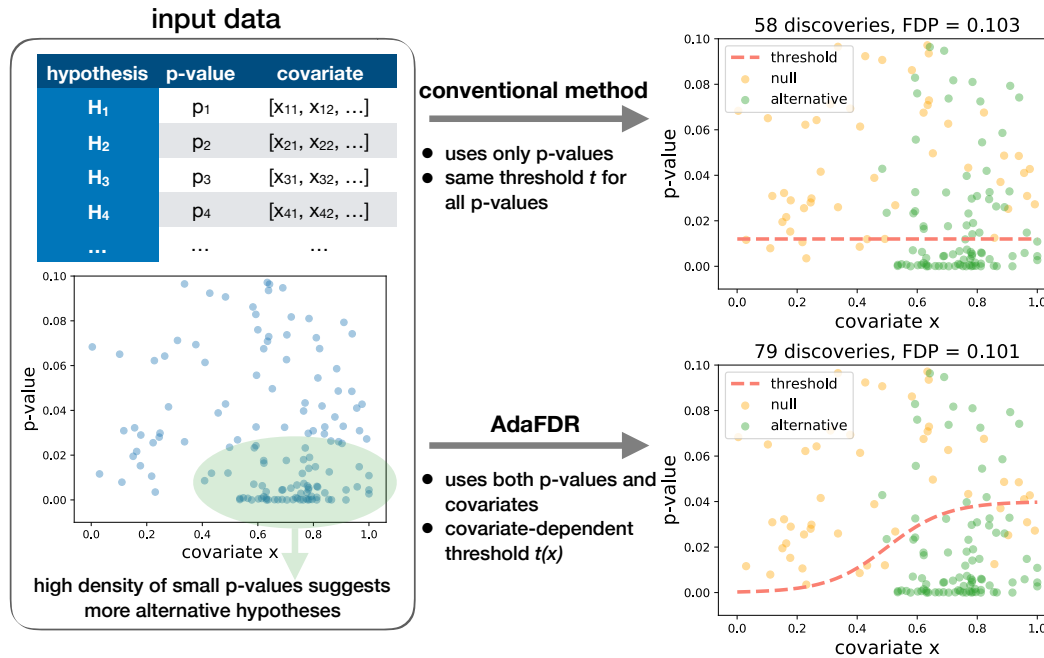 input data
hypothesis p-value covariate
H1 p1 [x11, x12, …]
H2 p2 [x21, x22, …]
H3 p3 [x31, x32, …]
H4 p4 [x41, x42, …]
... … …
0.10
0.08
0.06
0.04
0.02
0.00
p-value
0.0 0.2 0.4 0.6 0.8 1.0
covariate x
high density of small p-values suggests
more alternative hypotheses
conventional method
● uses only p-values
● same threshold t for
all p-values
AdaFDR
● uses both p-values and
covariates
● covariate-dependent
threshold t(x)
58 discoveries, FDP = 0.103
threshold
null
alternative
0.10
0.08
0.06
0.04
0.02
0.00
p-value
0.0 0.2 0.4 0.6 0.8 1.0
covariate x
79 discoveries, FDP = 0.101
threshold
null
alternative
0.10
0.08
0.06
0.04
0.02
0.00
p-value
0.0 0.2 0.4 0.6 0.8 1.0
covariate x